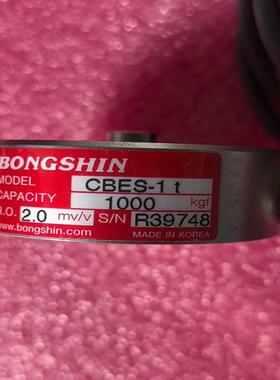 BONGSHIN
MODEL CBES-1 t
CAPACITY 1000 kgf
R.O. 2.0 mv/v S/N R39748
www.bongshin.com MADE IN KOREA